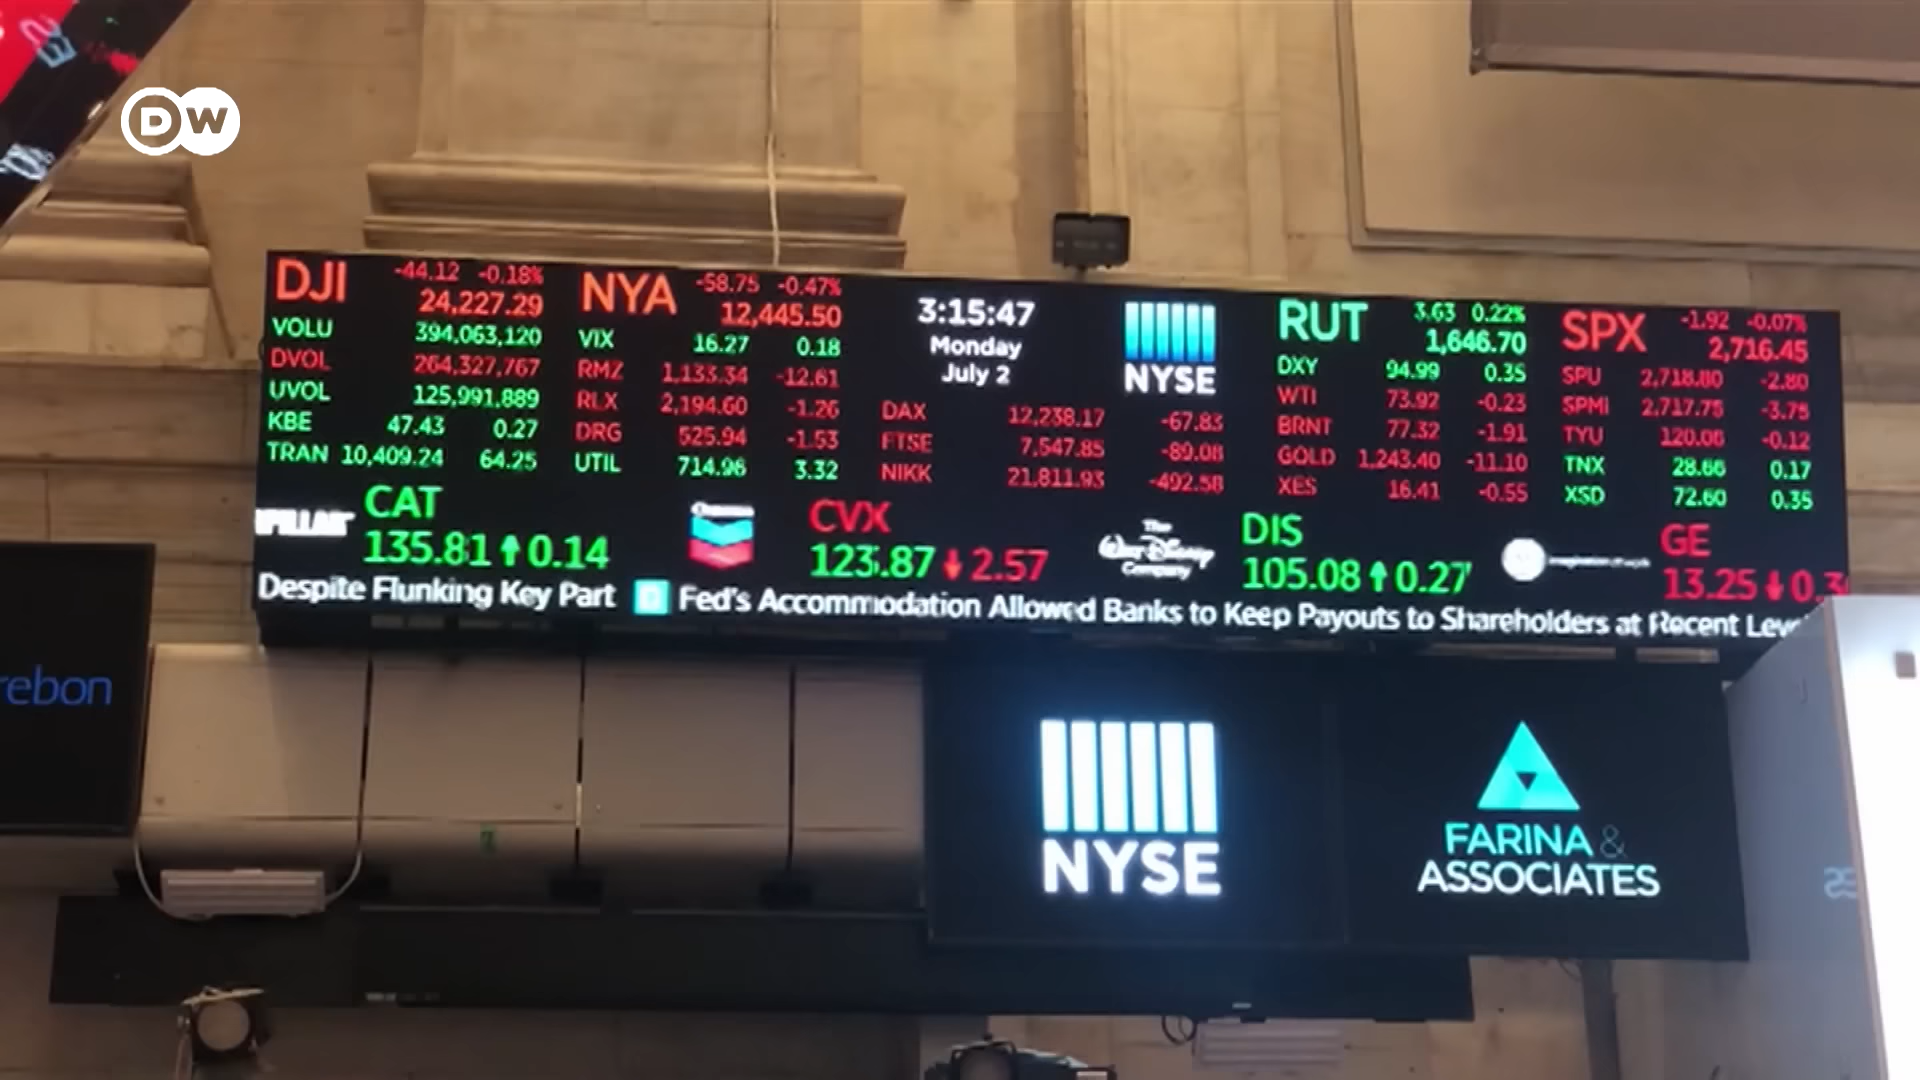 DW
DJI -44.12 -0.18%
24,227.29
VOLU 394,063,120
DVOL 264,327,767
UVOL 125,991,889
KBE 47.43 0.27
TRAN 10,409.24 64.25
NYA -58.75 -0.47%
12,445.50
VIX 16.27 0.18
RMZ 1,133.34 -12.61
RLX 2,194.60 -1.26
DRG 525.94 -1.53
UTIL 714.96 3.32
3:15:47
Monday
July 2
NYSE
DAX 12,238.17 -67.83
FTSE 7,547.85 -89.08
NIKK 21,811.93 -492.58
RUT 3.63 0.22%
1,646.70
DXY 94.99 0.35
WTI 73.92 -0.23
BRNT 77.32 -1.91
GOLD 1,243.40 -11.10
XES 16.41 -0.55
SPX -1.92 -0.07%
2,716.45
SPU 2,718.80 -2.80
SPMI 2,717.75 -3.75
TYU 120.06 -0.12
TNX 28.66 0.17
XSD 72.60 0.35
CAT
135.81 0.14
CVX
123.87 2.57
The
Walt Disney
Company
DIS
105.08 0.27
GE
13.25
Despite Flunking Key Part Fed's Accommodation Allowed Banks to Keep Payouts to Shareholders at Recent Lev
rebon
NYSE
FARINA &
ASSOCIATES